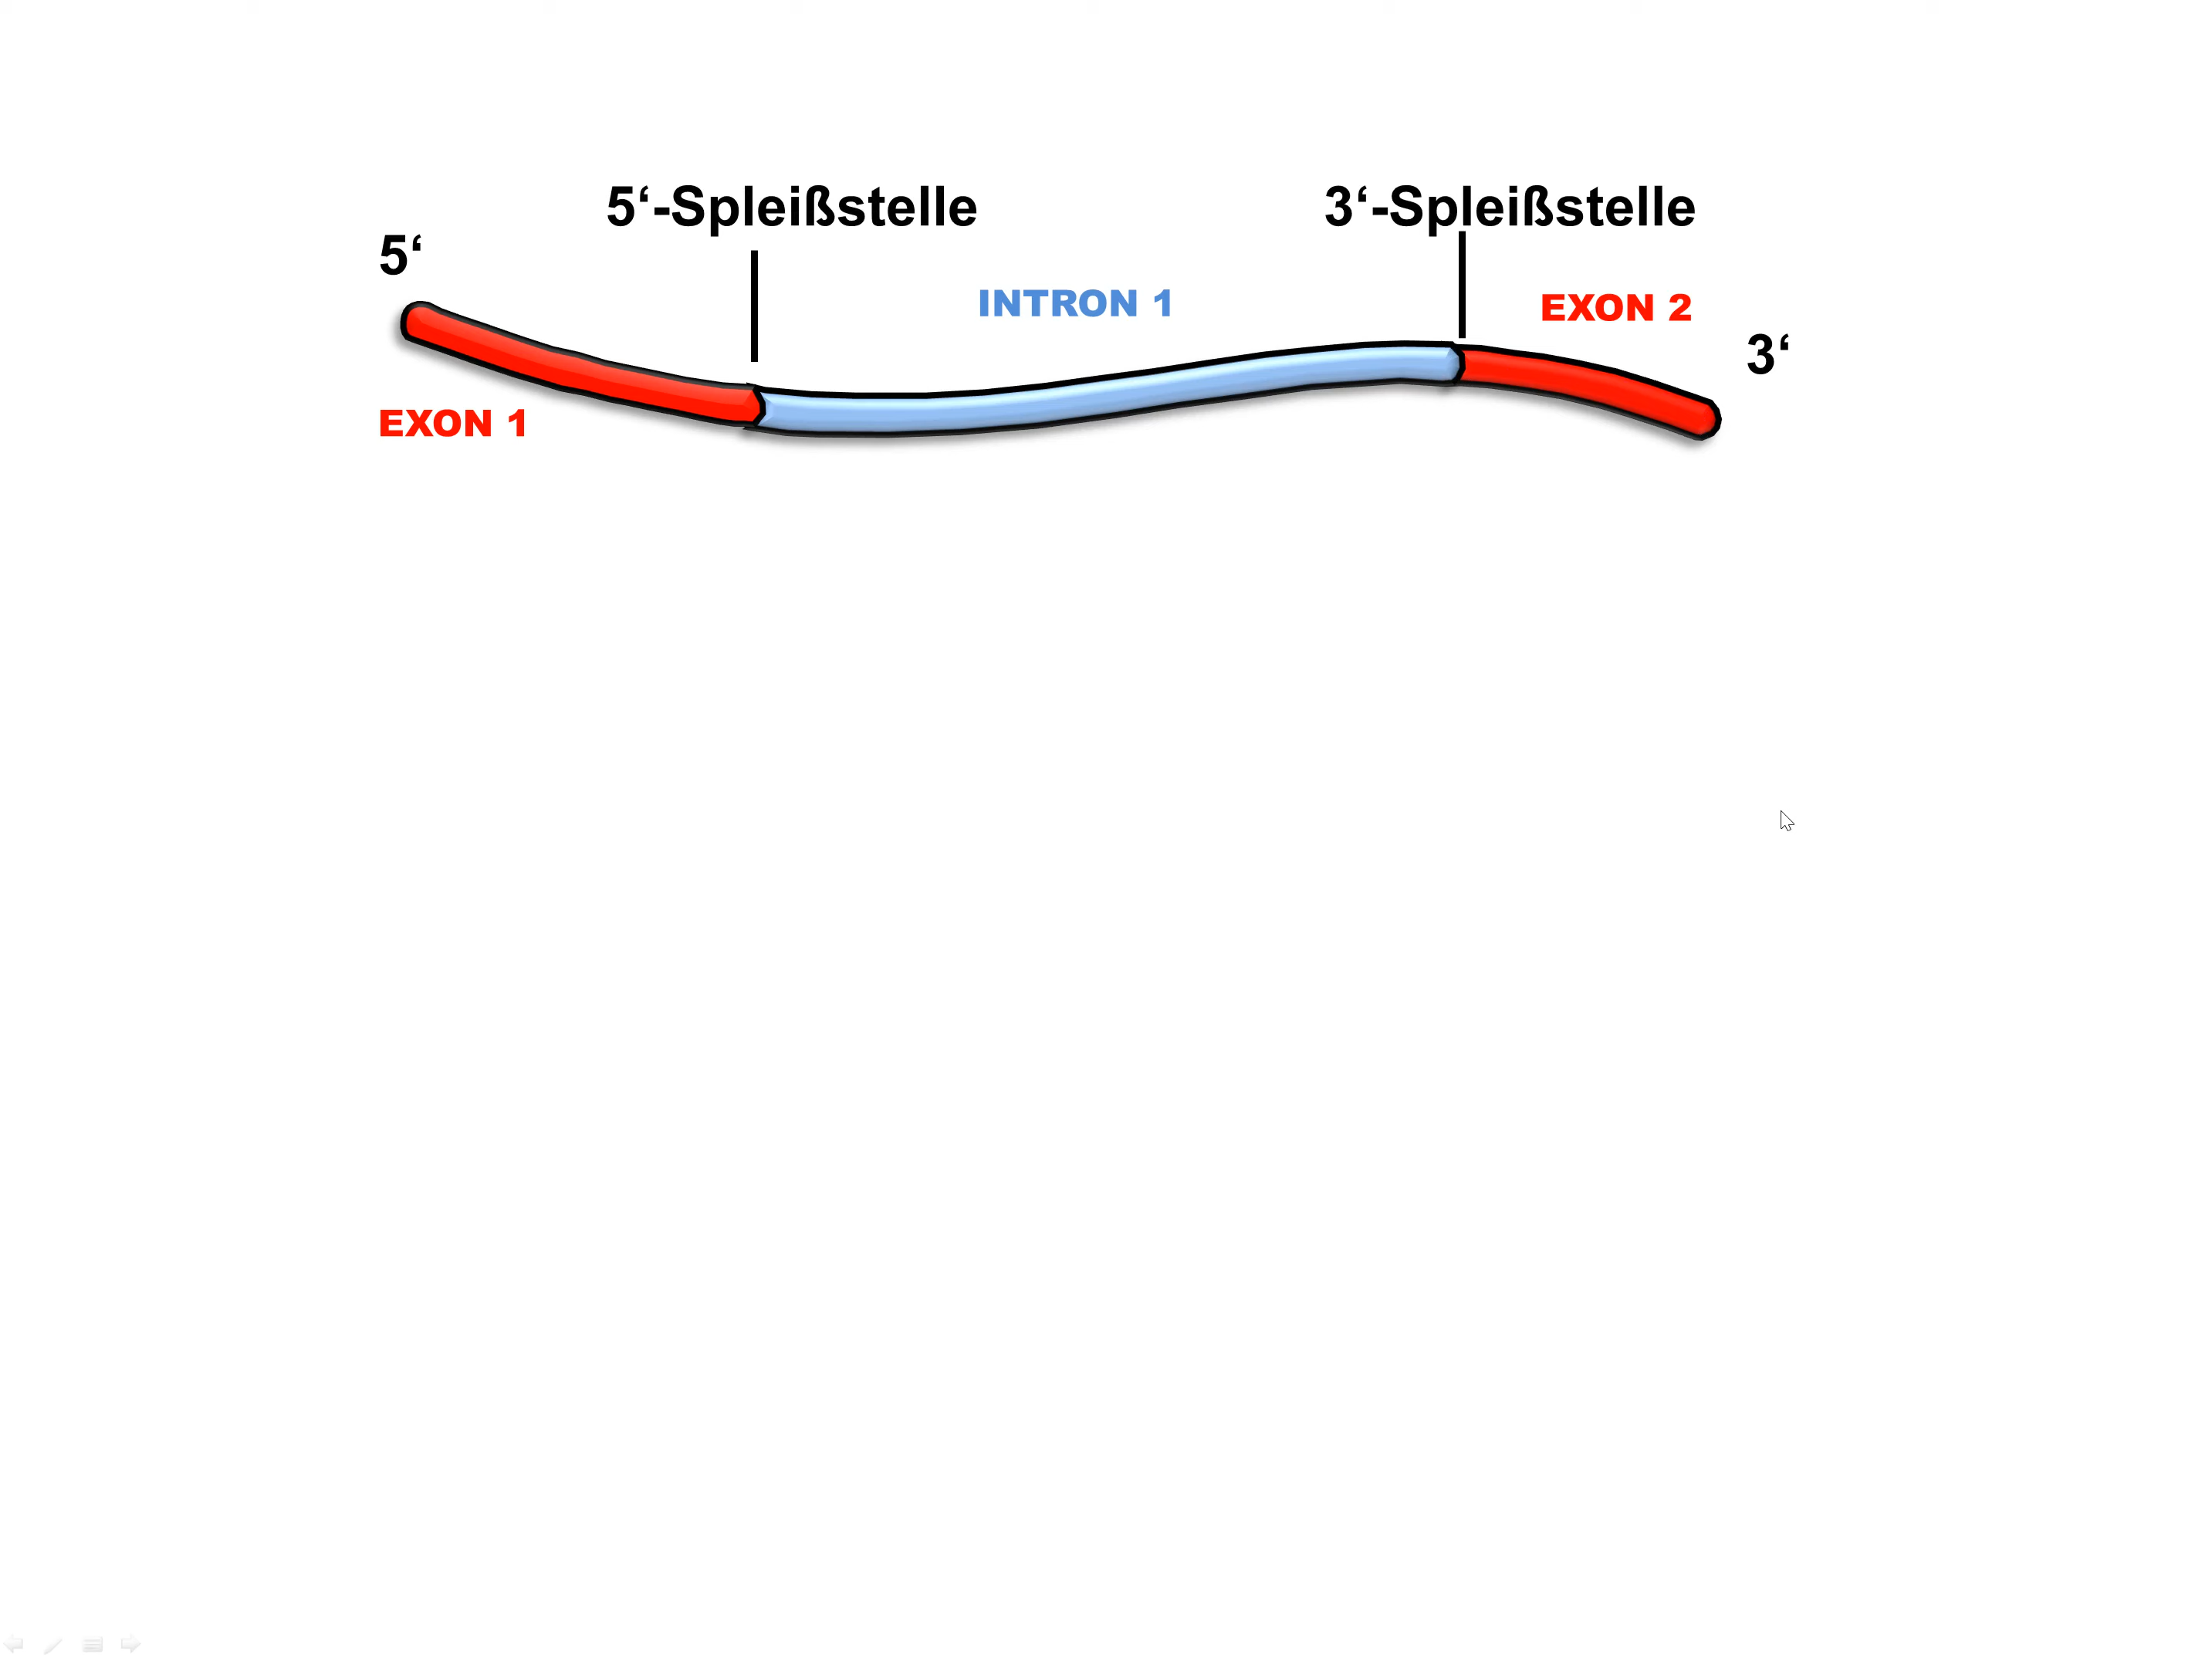 5‘-Spleißstelle
3‘-Spleißstelle
5‘
INTRON 1
EXON 2
3‘
EXON 1